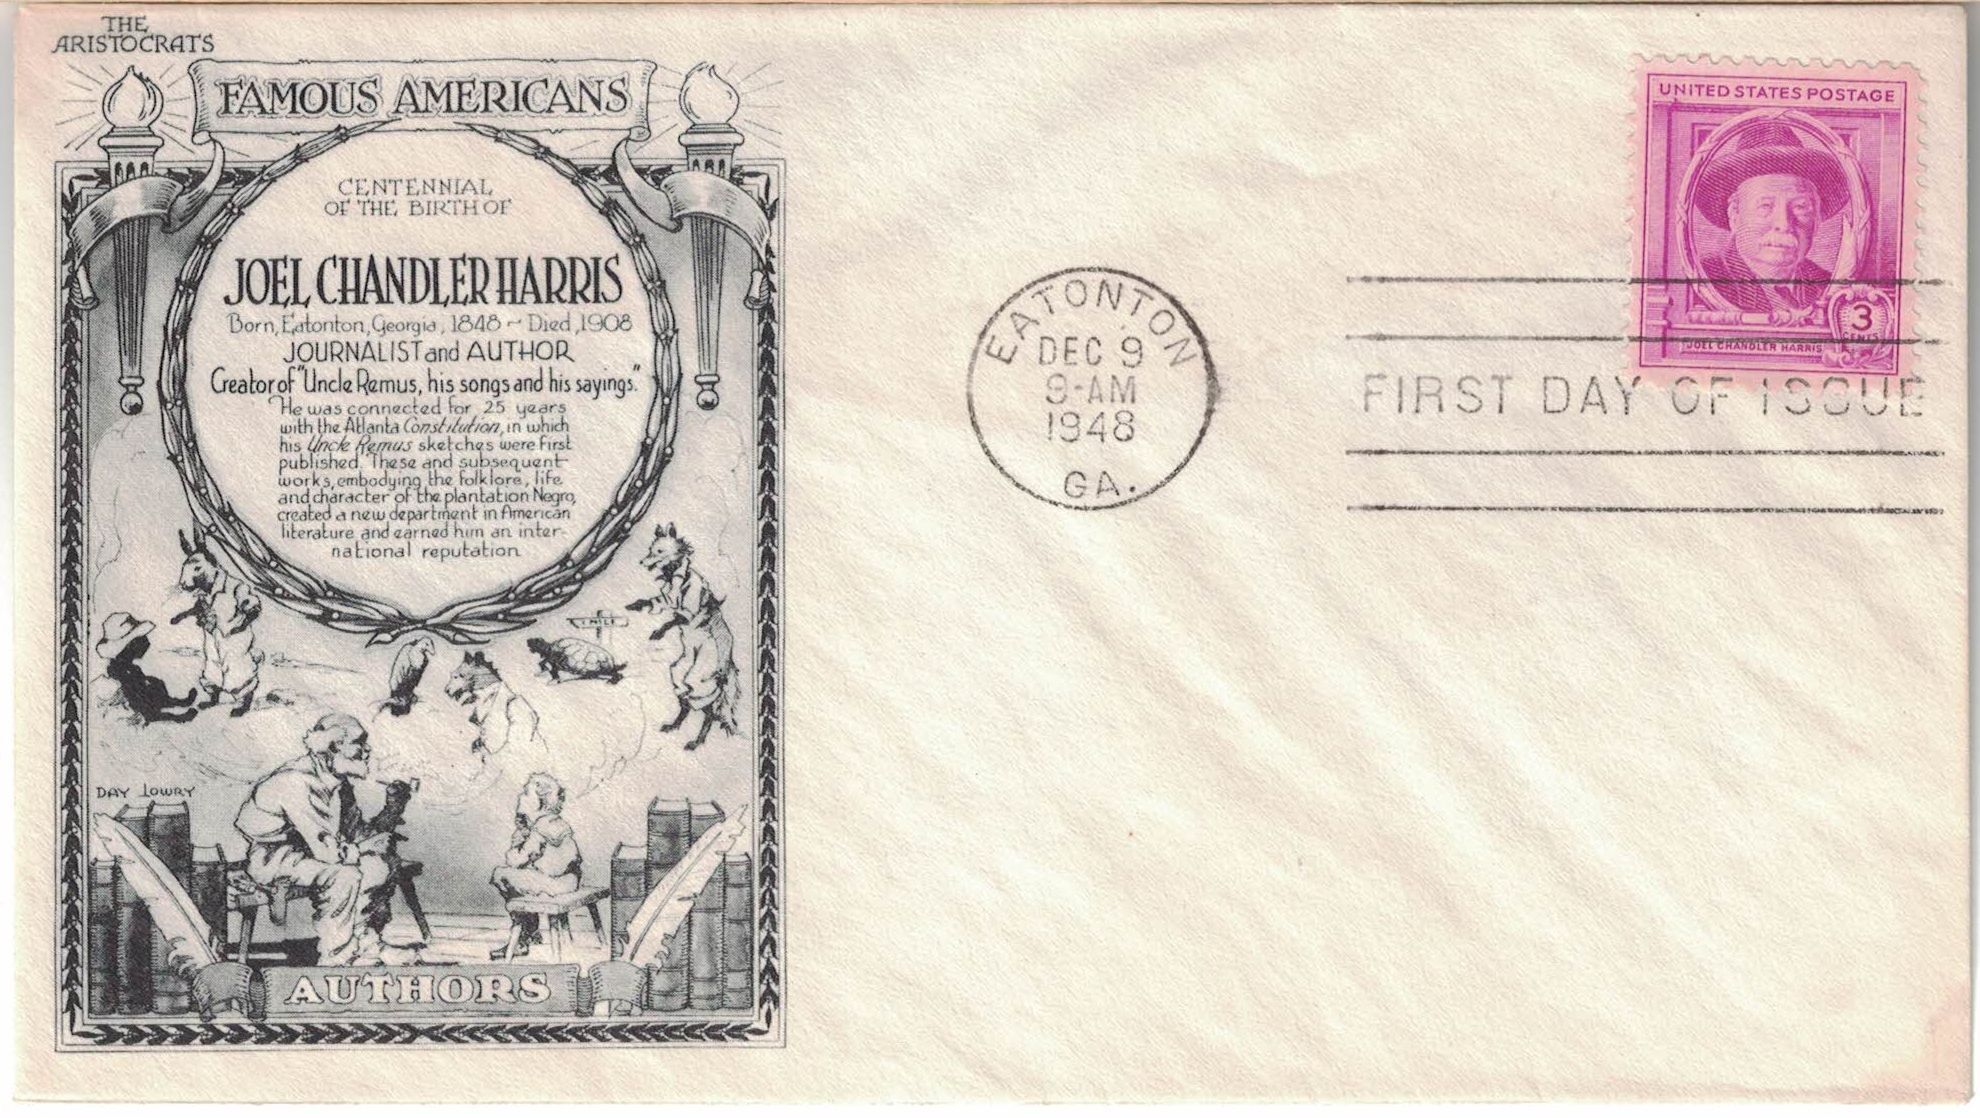 THE
ARISTOCRATS
FAMOUS AMERICANS
CENTENNIAL
OF THE BIRTH OF
JOEL CHANDLER HARRIS
Born, Eatonton, Georgia, 1848 ~ Died, 1908
JOURNALIST and AUTHOR
Creator of "Uncle Remus, his songs and his sayings."
He was connected for 25 years
with the Atlanta Constitution, in which
his Uncle Remus sketches were first
published. These and subsequent
works, embodying the folklore, life
and character of the plantation Negro,
created a new department in American
literature and earned him an inter-
national reputation
1 MILE
DAY LOWRY
AUTHORS
EATONTON
DEC 9
9-AM
1948
GA.
UNITED STATES POSTAGE
3
CENTS
JOEL CHANDLER HARRIS
FIRST DAY OF ISSUE